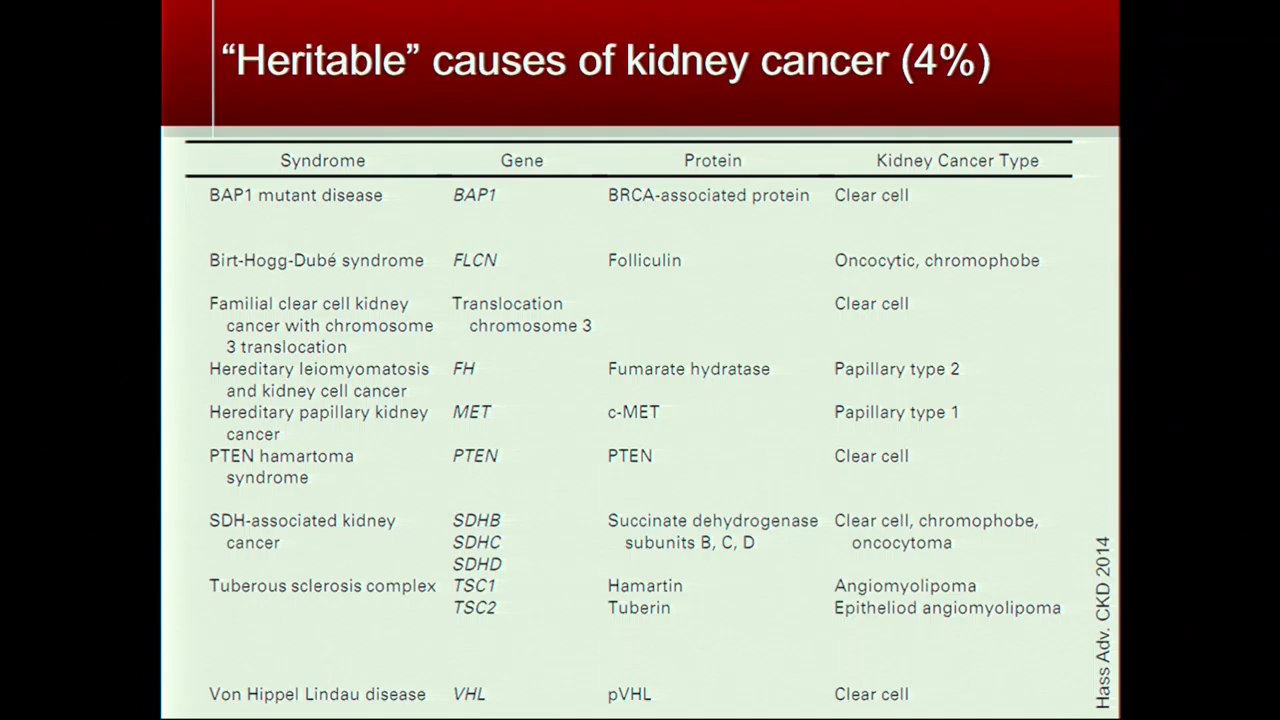 “Heritable” causes of kidney cancer (4%)
Syndrome Gene Protein Kidney Cancer Type
BAP1 mutant disease BAP1 BRCA-associated protein Clear cell
Birt-Hogg-Dubé syndrome FLCN Folliculin Oncocytic, chromophobe
Familial clear cell kidney Translocation Clear cell
cancer with chromosome chromosome 3
3 translocation
Hereditary leiomyomatosis FH Fumarate hydratase Papillary type 2
and kidney cell cancer
Hereditary papillary kidney MET c-MET Papillary type 1
cancer
PTEN hamartoma PTEN PTEN Clear cell
syndrome
SDH-associated kidney SDHB Succinate dehydrogenase Clear cell, chromophobe,
cancer SDHC subunits B, C, D oncocytoma
SDHD
Tuberous sclerosis complex TSC1 Hamartin Angiomyolipoma
TSC2 Tuberin Epitheliod angiomyolipoma
Von Hippel Lindau disease VHL pVHL Clear cell
Hass Adv. CKD 2014